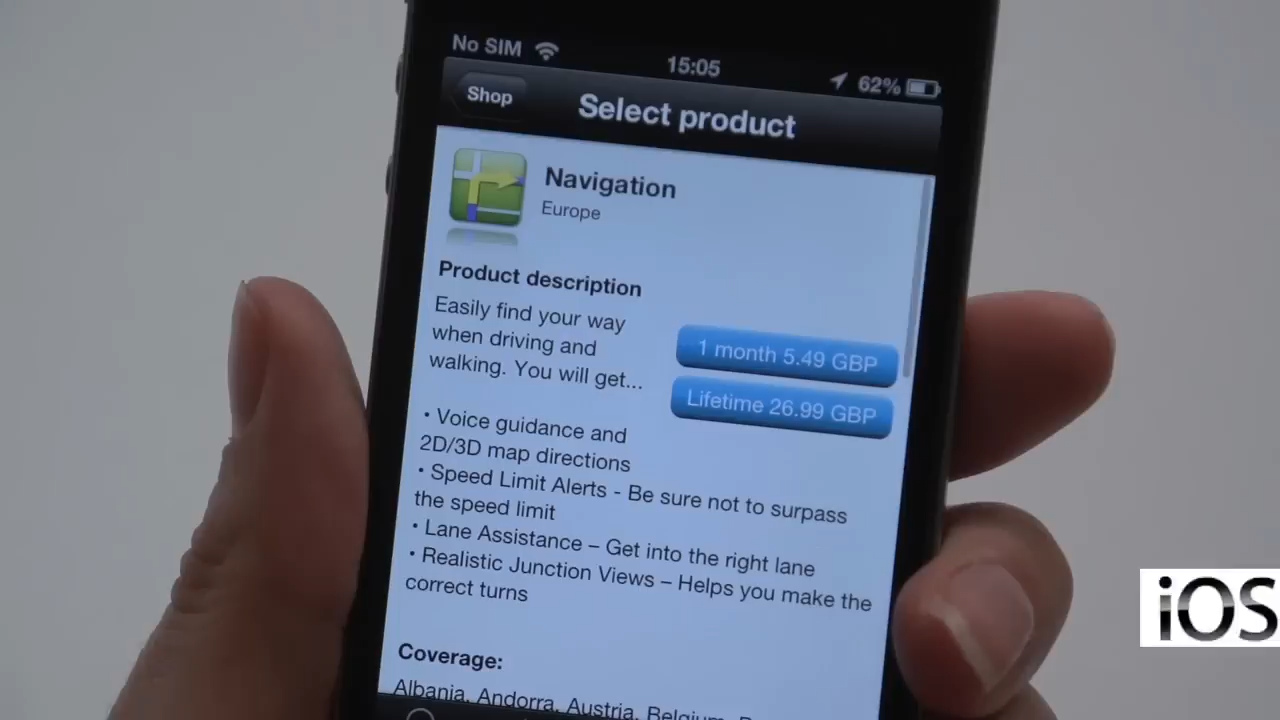 No SIM 15:05 62%
Shop Select product
Navigation
Europe
Product description
Easily find your way
when driving and
walking. You will get...
1 month 5.49 GBP
Lifetime 26.99 GBP
• Voice guidance and
2D/3D map directions
• Speed Limit Alerts - Be sure not to surpass
the speed limit
• Lane Assistance – Get into the right lane
• Realistic Junction Views – Helps you make the
correct turns
Coverage:
Albania, Andorra, Austria, Belgium,
iOS